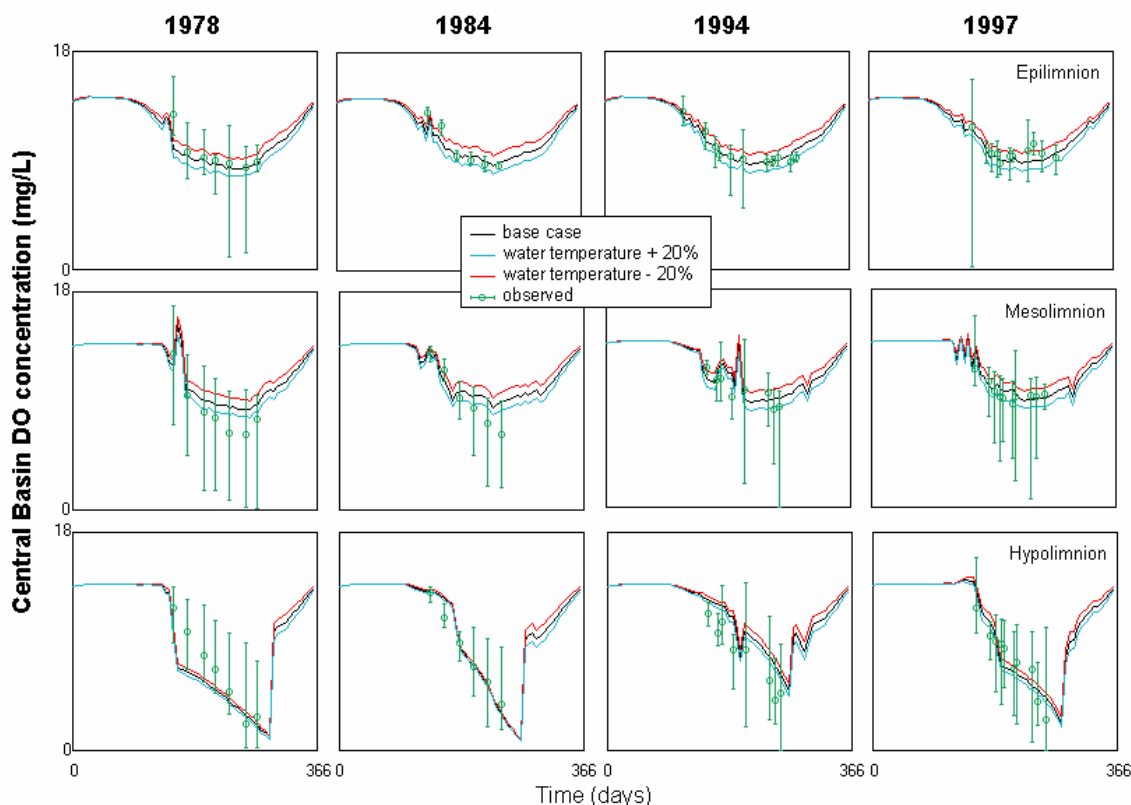 1978
1984
1994
1997
Central Basin DO concentration (mg/L)
18
Epilimnion
0
base case
water temperature + 20%
water temperature - 20%
observed
18
Mesolimnion
0
18
Hypolimnion
0
0
366
0
366
0
366
0
366
Time (days)